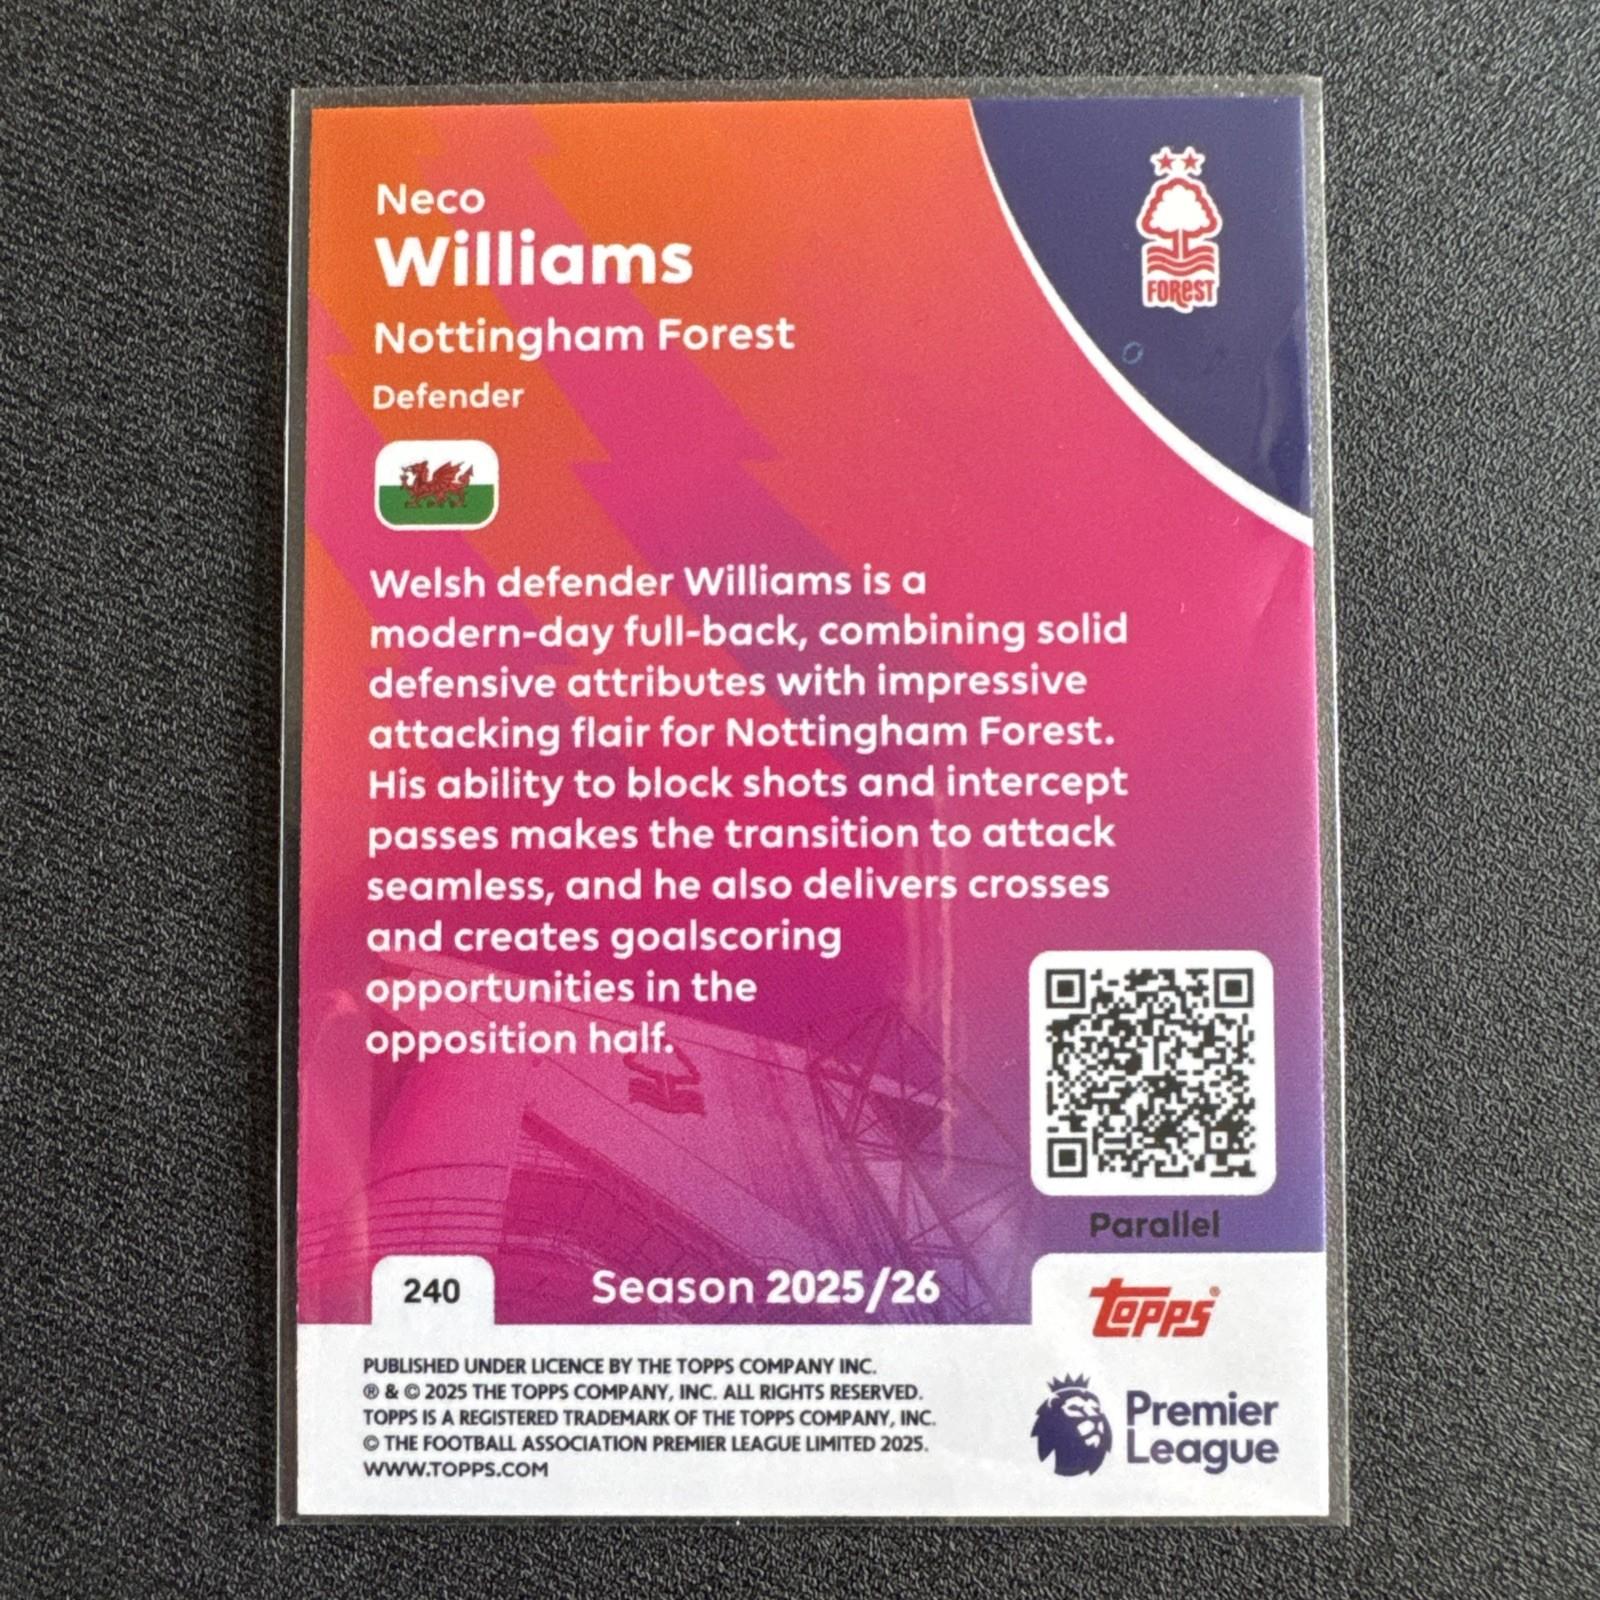 Neco
Williams
Nottingham Forest
Defender
FOREST
Welsh defender Williams is a
modern-day full-back, combining solid
defensive attributes with impressive
attacking flair for Nottingham Forest.
His ability to block shots and intercept
passes makes the transition to attack
seamless, and he also delivers crosses
and creates goalscoring
opportunities in the
opposition half.
Parallel
240
Season 2025/26
topps®
PUBLISHED UNDER LICENCE BY THE TOPPS COMPANY INC.
® & © 2025 THE TOPPS COMPANY, INC. ALL RIGHTS RESERVED.
TOPPS IS A REGISTERED TRADEMARK OF THE TOPPS COMPANY, INC.
© THE FOOTBALL ASSOCIATION PREMIER LEAGUE LIMITED 2025.
WWW.TOPPS.COM
Premier
League